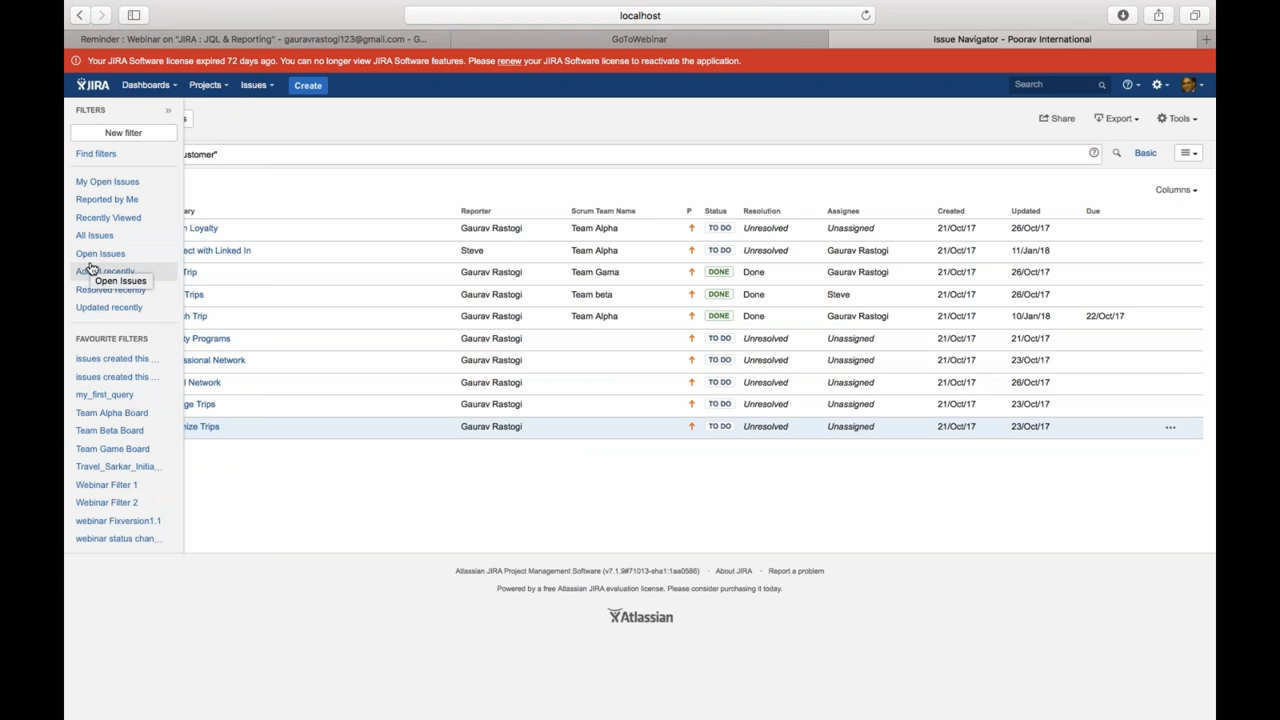 localhost
Reminder : Webinar on "JIRA : JQL & Reporting" - gauravrastogi123@gmail.com - G...
GoToWebinar
Issue Navigator - Poorav International
Your JIRA Software license expired 72 days ago. You can no longer view JIRA Software features. Please renew your JIRA Software license to reactivate the application.
JIRA Dashboards Projects Issues Create Search
FILTERS
New filter
Share Export Tools
Find filters
ustomer"
Basic
Columns
My Open Issues
Reported by Me
Recently Viewed
All Issues
Open Issues
recently
Open Issues
Resolved recently
Updated recently
FAVOURITE FILTERS
issues created this ...
issues created this ...
my_first_query
Team Alpha Board
Team Beta Board
Team Game Board
Travel_Sarkar_Initia...
Webinar Filter 1
Webinar Filter 2
webinar Fixversion1.1
webinar status chan...
ary Reporter Scrum Team Name P Status Resolution Assignee Created Updated Due
n Loyalty Gaurav Rastogi Team Alpha TO DO Unresolved Unassigned 21/Oct/17 26/Oct/17
ect with Linked In Steve Team Alpha TO DO Unresolved Gaurav Rastogi 21/Oct/17 11/Jan/18
Trip Gaurav Rastogi Team Gama DONE Done Gaurav Rastogi 21/Oct/17 26/Oct/17
Trips Gaurav Rastogi Team beta DONE Done Steve 21/Oct/17 26/Oct/17
ch Trip Gaurav Rastogi Team Alpha DONE Done Gaurav Rastogi 21/Oct/17 10/Jan/18 22/Oct/17
ty Programs Gaurav Rastogi TO DO Unresolved Unassigned 21/Oct/17 21/Oct/17
ssional Network Gaurav Rastogi TO DO Unresolved Unassigned 21/Oct/17 23/Oct/17
l Network Gaurav Rastogi TO DO Unresolved Unassigned 21/Oct/17 26/Oct/17
ge Trips Gaurav Rastogi TO DO Unresolved Unassigned 21/Oct/17 23/Oct/17
nize Trips Gaurav Rastogi TO DO Unresolved Unassigned 21/Oct/17 23/Oct/17
Atlassian JIRA Project Management Software (v7.1.9#71013-sha1:1aa0586) · About JIRA · Report a problem
Powered by a free Atlassian JIRA evaluation license. Please consider purchasing it today.
Atlassian